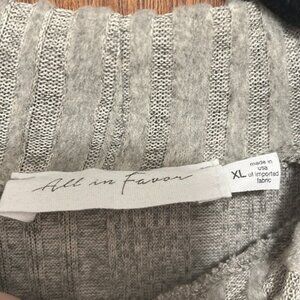 All in Favor
XL
made in
usa
of imported
fabric